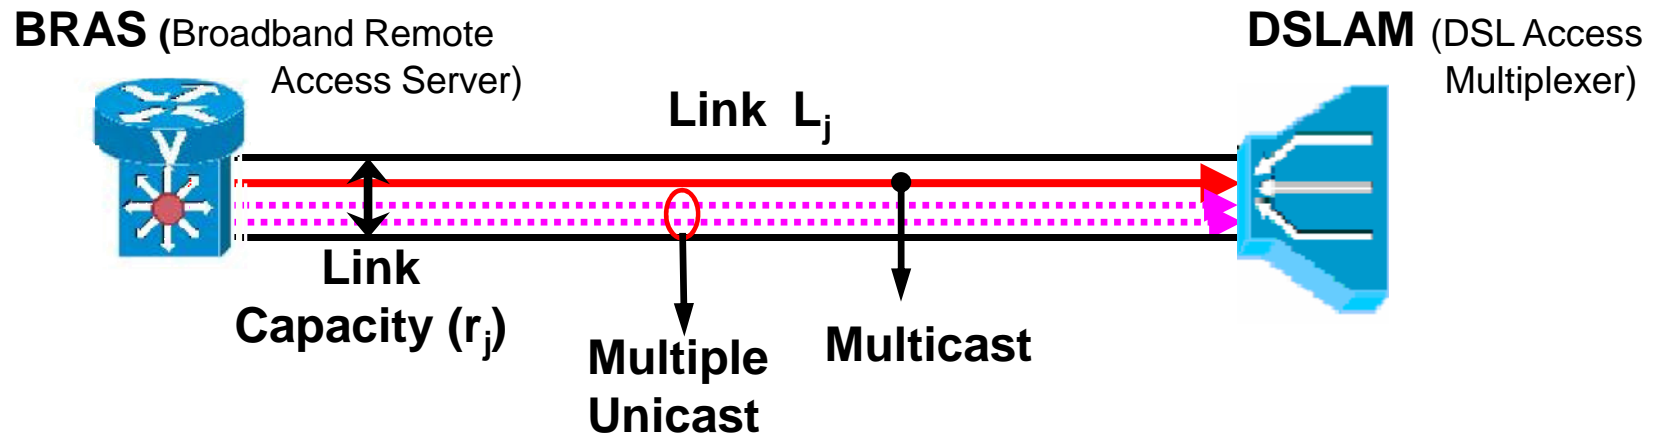 BRAS (Broadband Remote
Access Server)
DSLAM (DSL Access
Multiplexer)
Link Lj
Link
Capacity (rj)
Multiple
Unicast
Multicast